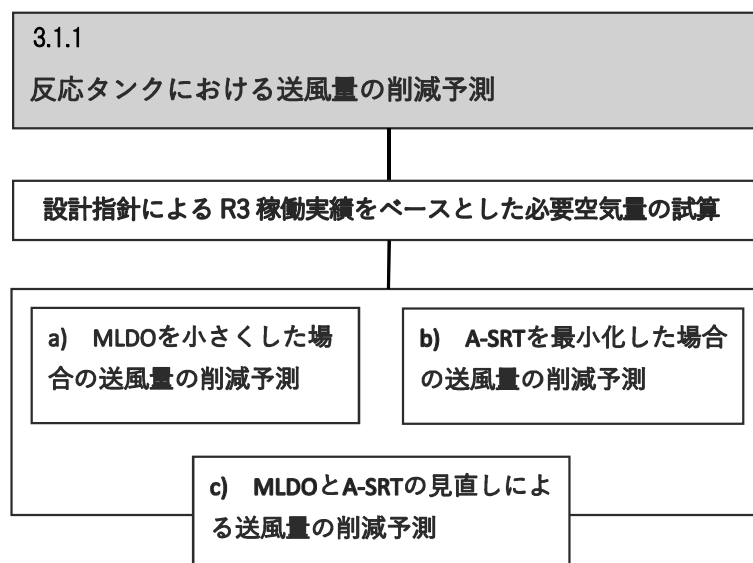 3.1.1
反応タンクにおける送風量の削減予測
設計指針による R3 稼働実績をベースとした必要空気量の試算
a) MLDOを小さくした場
合の送風量の削減予測
b) A-SRTを最小化した場合
の送風量の削減予測
c) MLDOとA-SRTの見直しによ
る送風量の削減予測